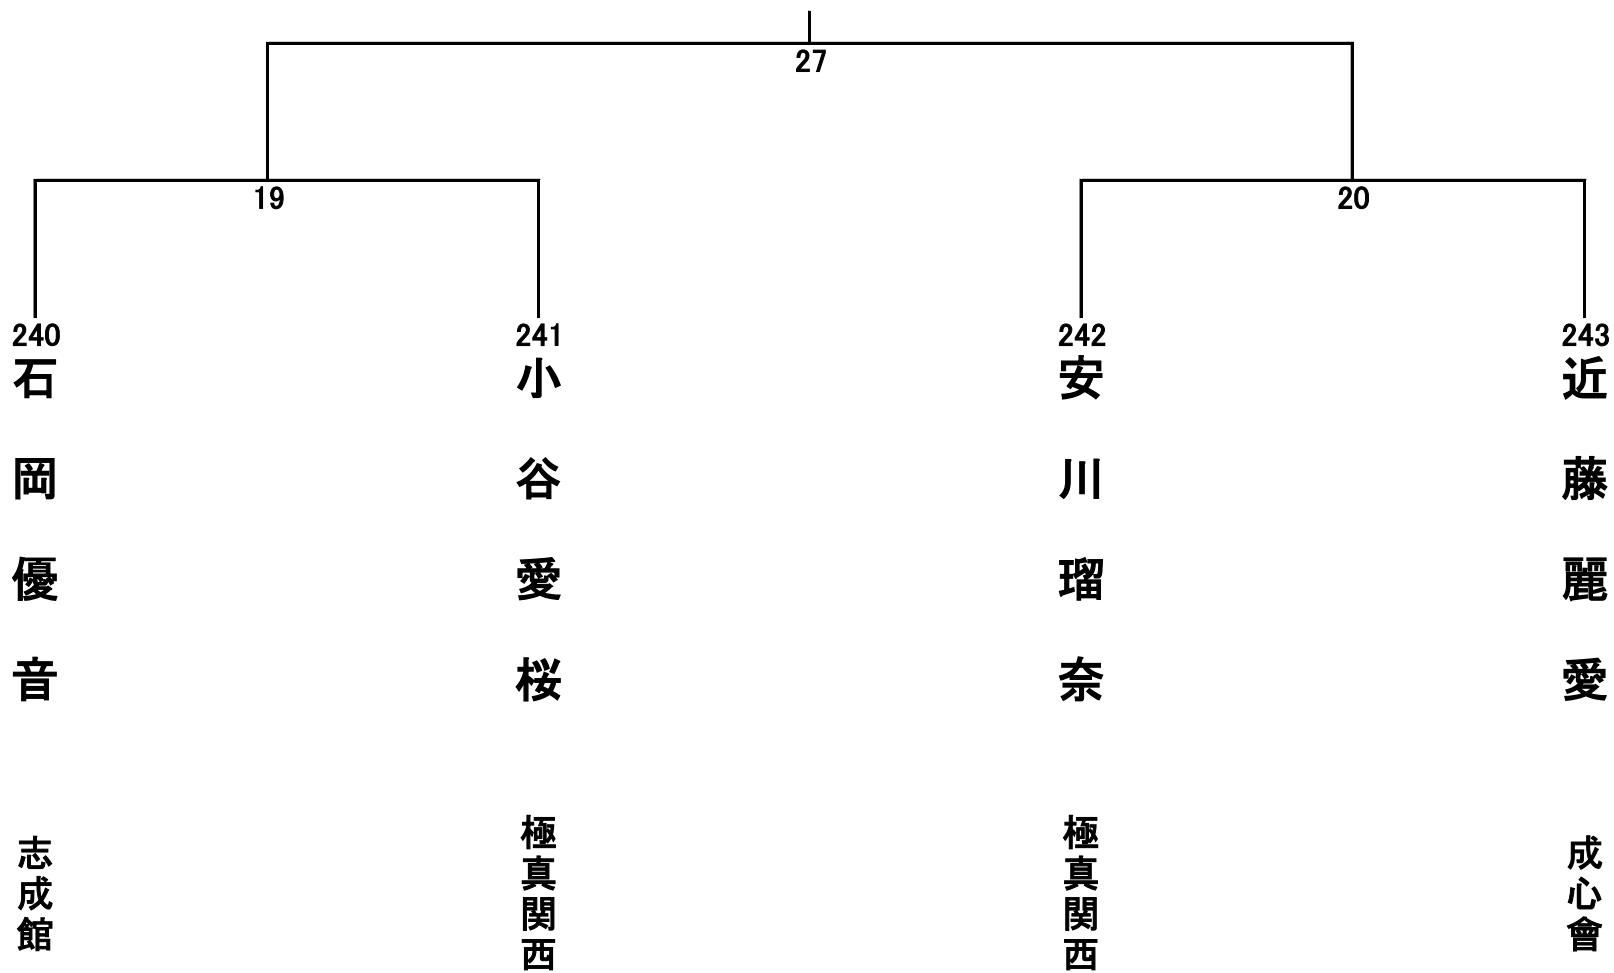 27
19
20
240
241
242
243
石岡優音
小谷愛桜
安川瑠奈
近藤麗愛
志成館
極真関西
極真関西
成心會